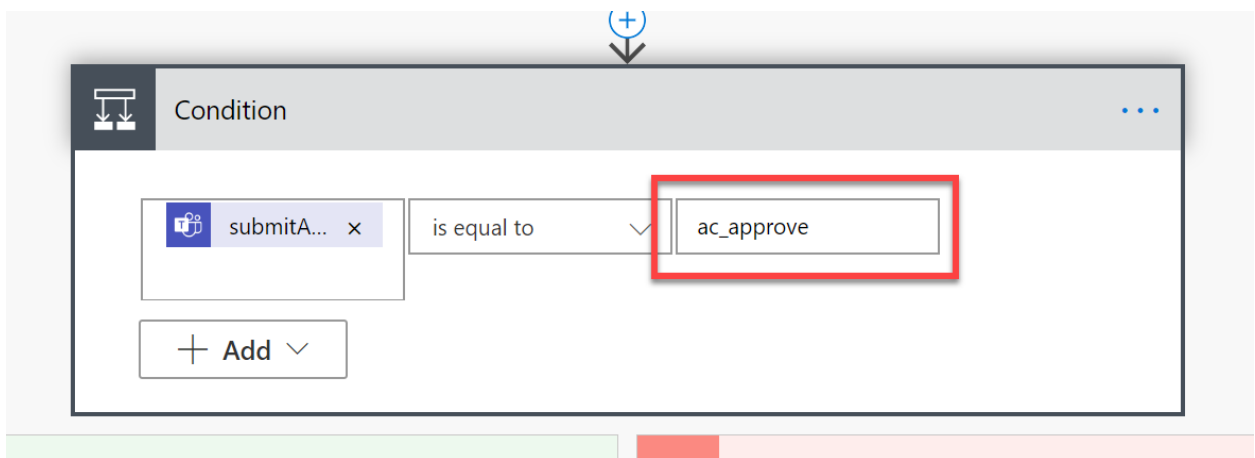 Condition
submitA... × is equal to ac_approve
Add